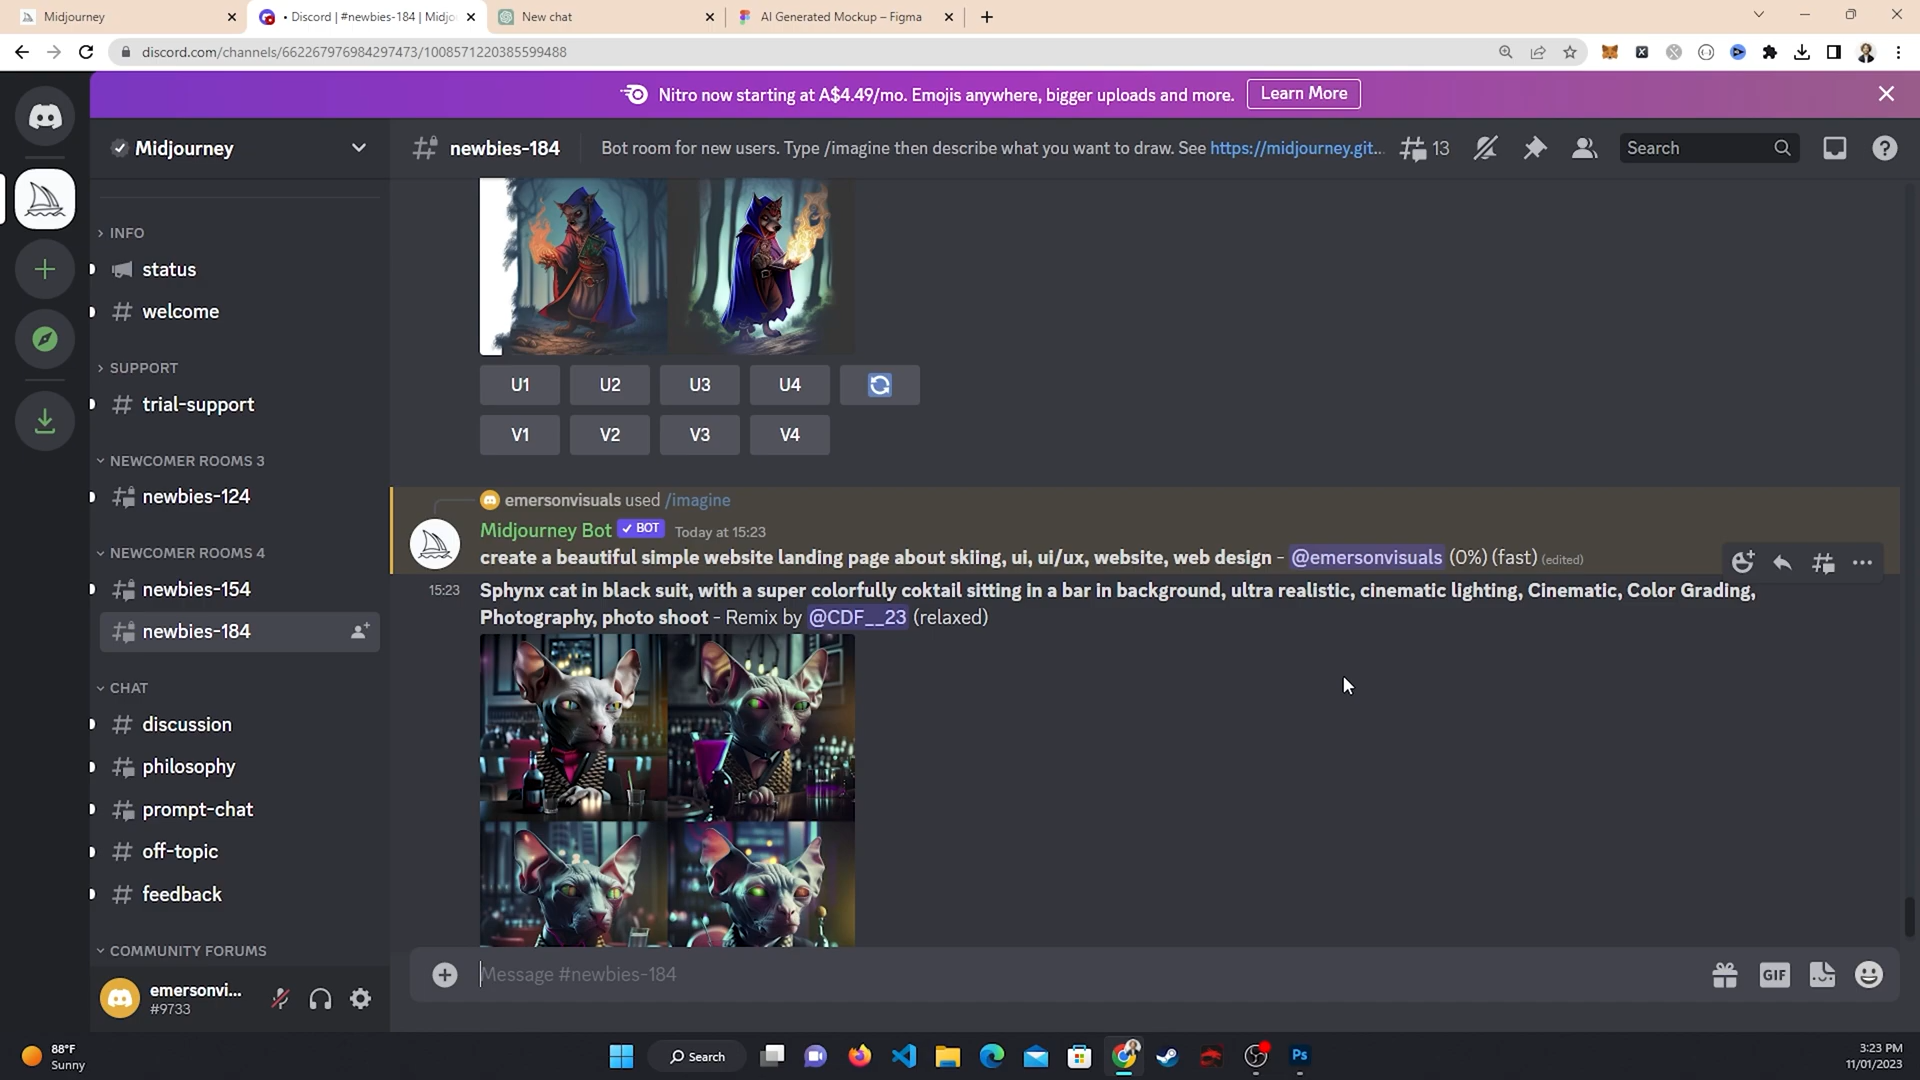 Midjourney
• Discord | #newbies-184 | Midjo
New chat
AI Generated Mockup – Figma
discord.com/channels/662267976984297473/1008571220385599488
Nitro now starting at A$4.49/mo. Emojis anywhere, bigger uploads and more.
Learn More
Midjourney
newbies-184
Bot room for new users. Type /imagine then describe what you want to draw. See https://midjourney.git...
13
Search
INFO
status
welcome
SUPPORT
trial-support
NEWCOMER ROOMS 3
newbies-124
NEWCOMER ROOMS 4
newbies-154
newbies-184
CHAT
discussion
philosophy
prompt-chat
off-topic
feedback
COMMUNITY FORUMS
emersonvi...
#9733
U1 U2 U3 U4
V1 V2 V3 V4
emersonvisuals used /imagine
Midjourney Bot ✓ BOT Today at 15:23
create a beautiful simple website landing page about skiing, ui, ui/ux, website, web design - @emersonvisuals (0%) (fast) (edited)
15:23 Sphynx cat in black suit, with a super colorfully coktail sitting in a bar in background, ultra realistic, cinematic lighting, Cinematic, Color Grading,
Photography, photo shoot - Remix by @CDF__23 (relaxed)
Message #newbies-184
GIF
88°F
Sunny
Search
Ps
3:23 PM
11/01/2023